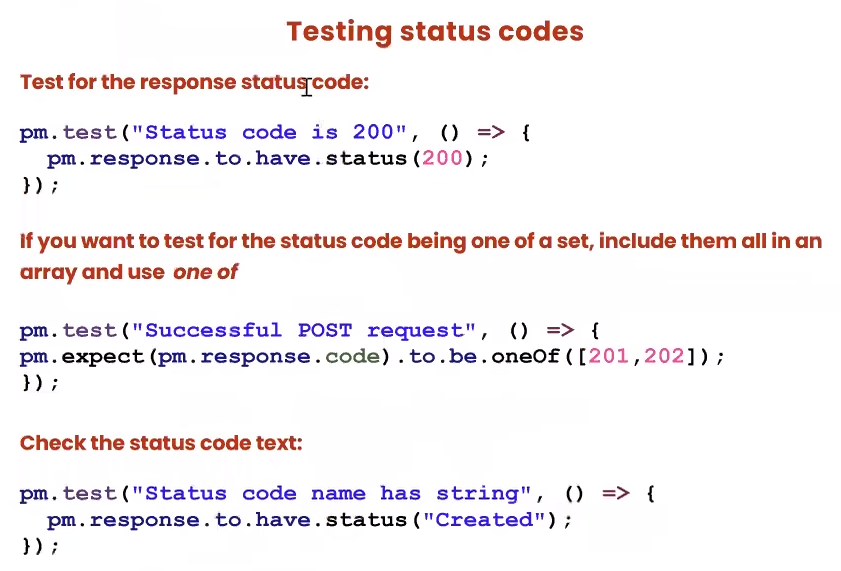 Testing status codes
Test for the response status code:
pm.test("Status code is 200", () => {
  pm.response.to.have.status(200);
});
If you want to test for the status code being one of a set, include them all in an
array and use one of
pm.test("Successful POST request", () => {
pm.expect(pm.response.code).to.be.oneOf([201,202]);
});
Check the status code text:
pm.test("Status code name has string", () => {
  pm.response.to.have.status("Created");
});